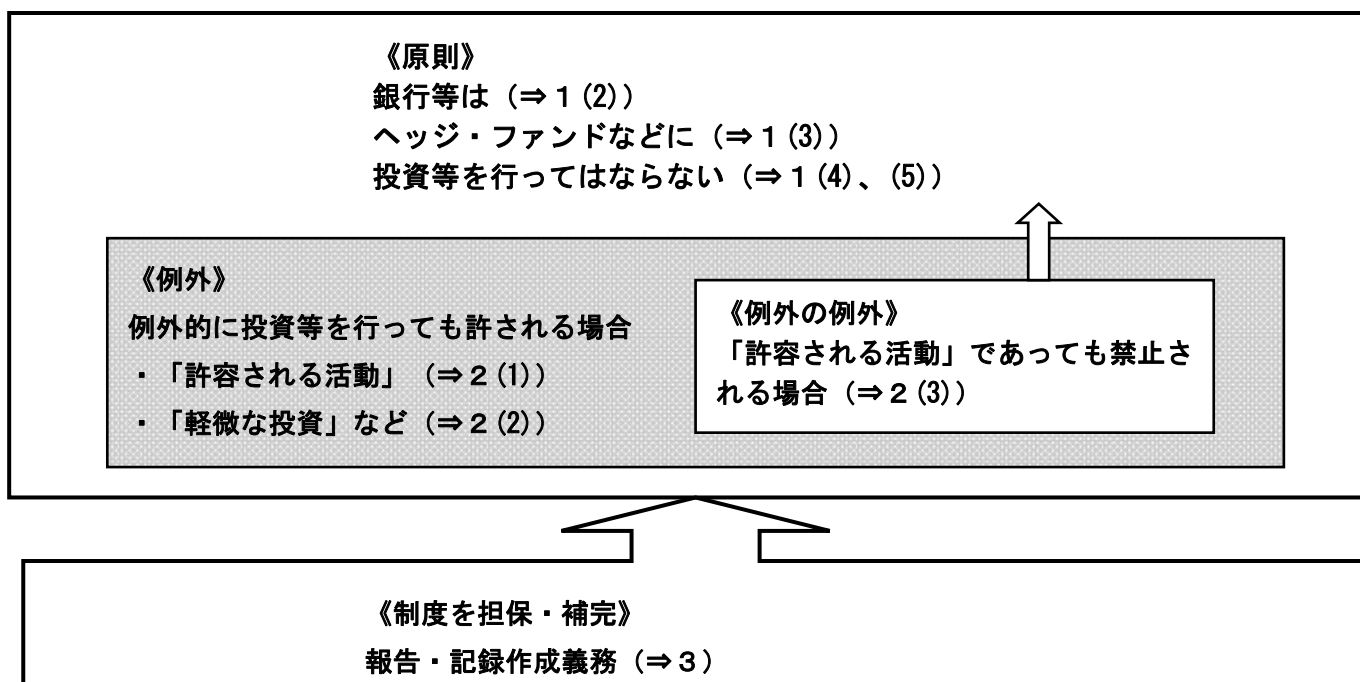 《原則》
銀行等は（⇒１(2)）
ヘッジ・ファンドなどに（⇒１(3)）
投資等を行ってはならない（⇒１(4)、(5)）
《例外》
例外的に投資等を行っても許される場合
・「許容される活動」（⇒２(1)）
・「軽微な投資」など（⇒２(2)）
《例外の例外》
「許容される活動」であっても禁止さ
れる場合（⇒２(3)）
《制度を担保・補完》
報告・記録作成義務（⇒３）